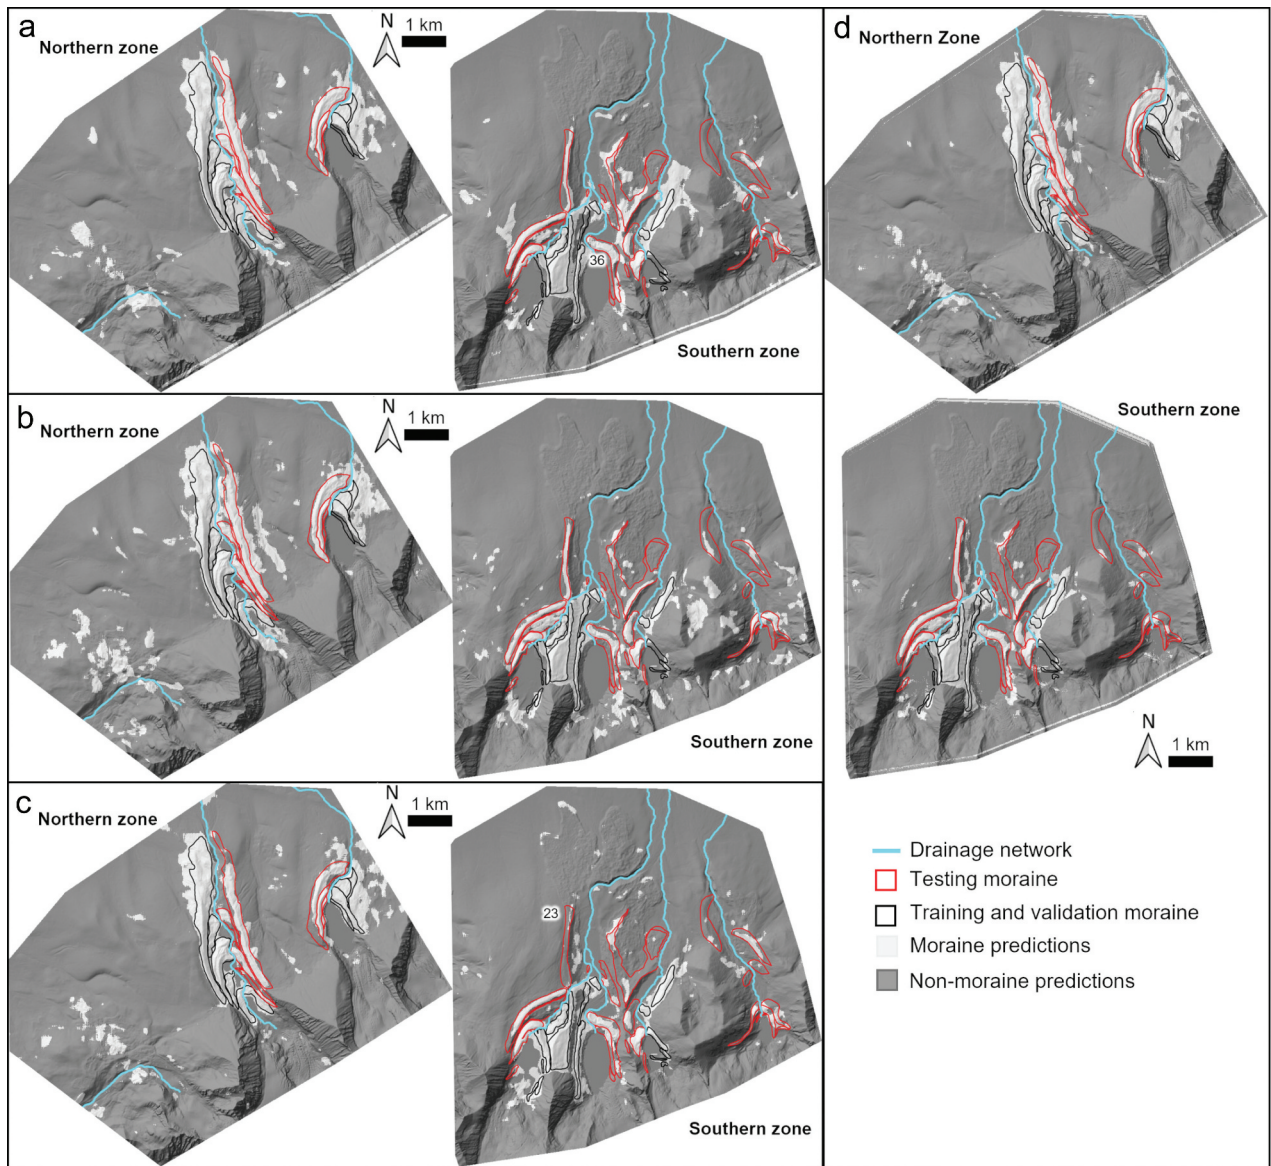 a
Northern zone
N
1 km
36
Southern zone
b
Northern zone
N
1 km
Southern zone
c
Northern zone
N
1 km
23
Southern zone
d
Northern Zone
Southern zone
N
1 km
Drainage network
Testing moraine
Training and validation moraine
Moraine predictions
Non-moraine predictions